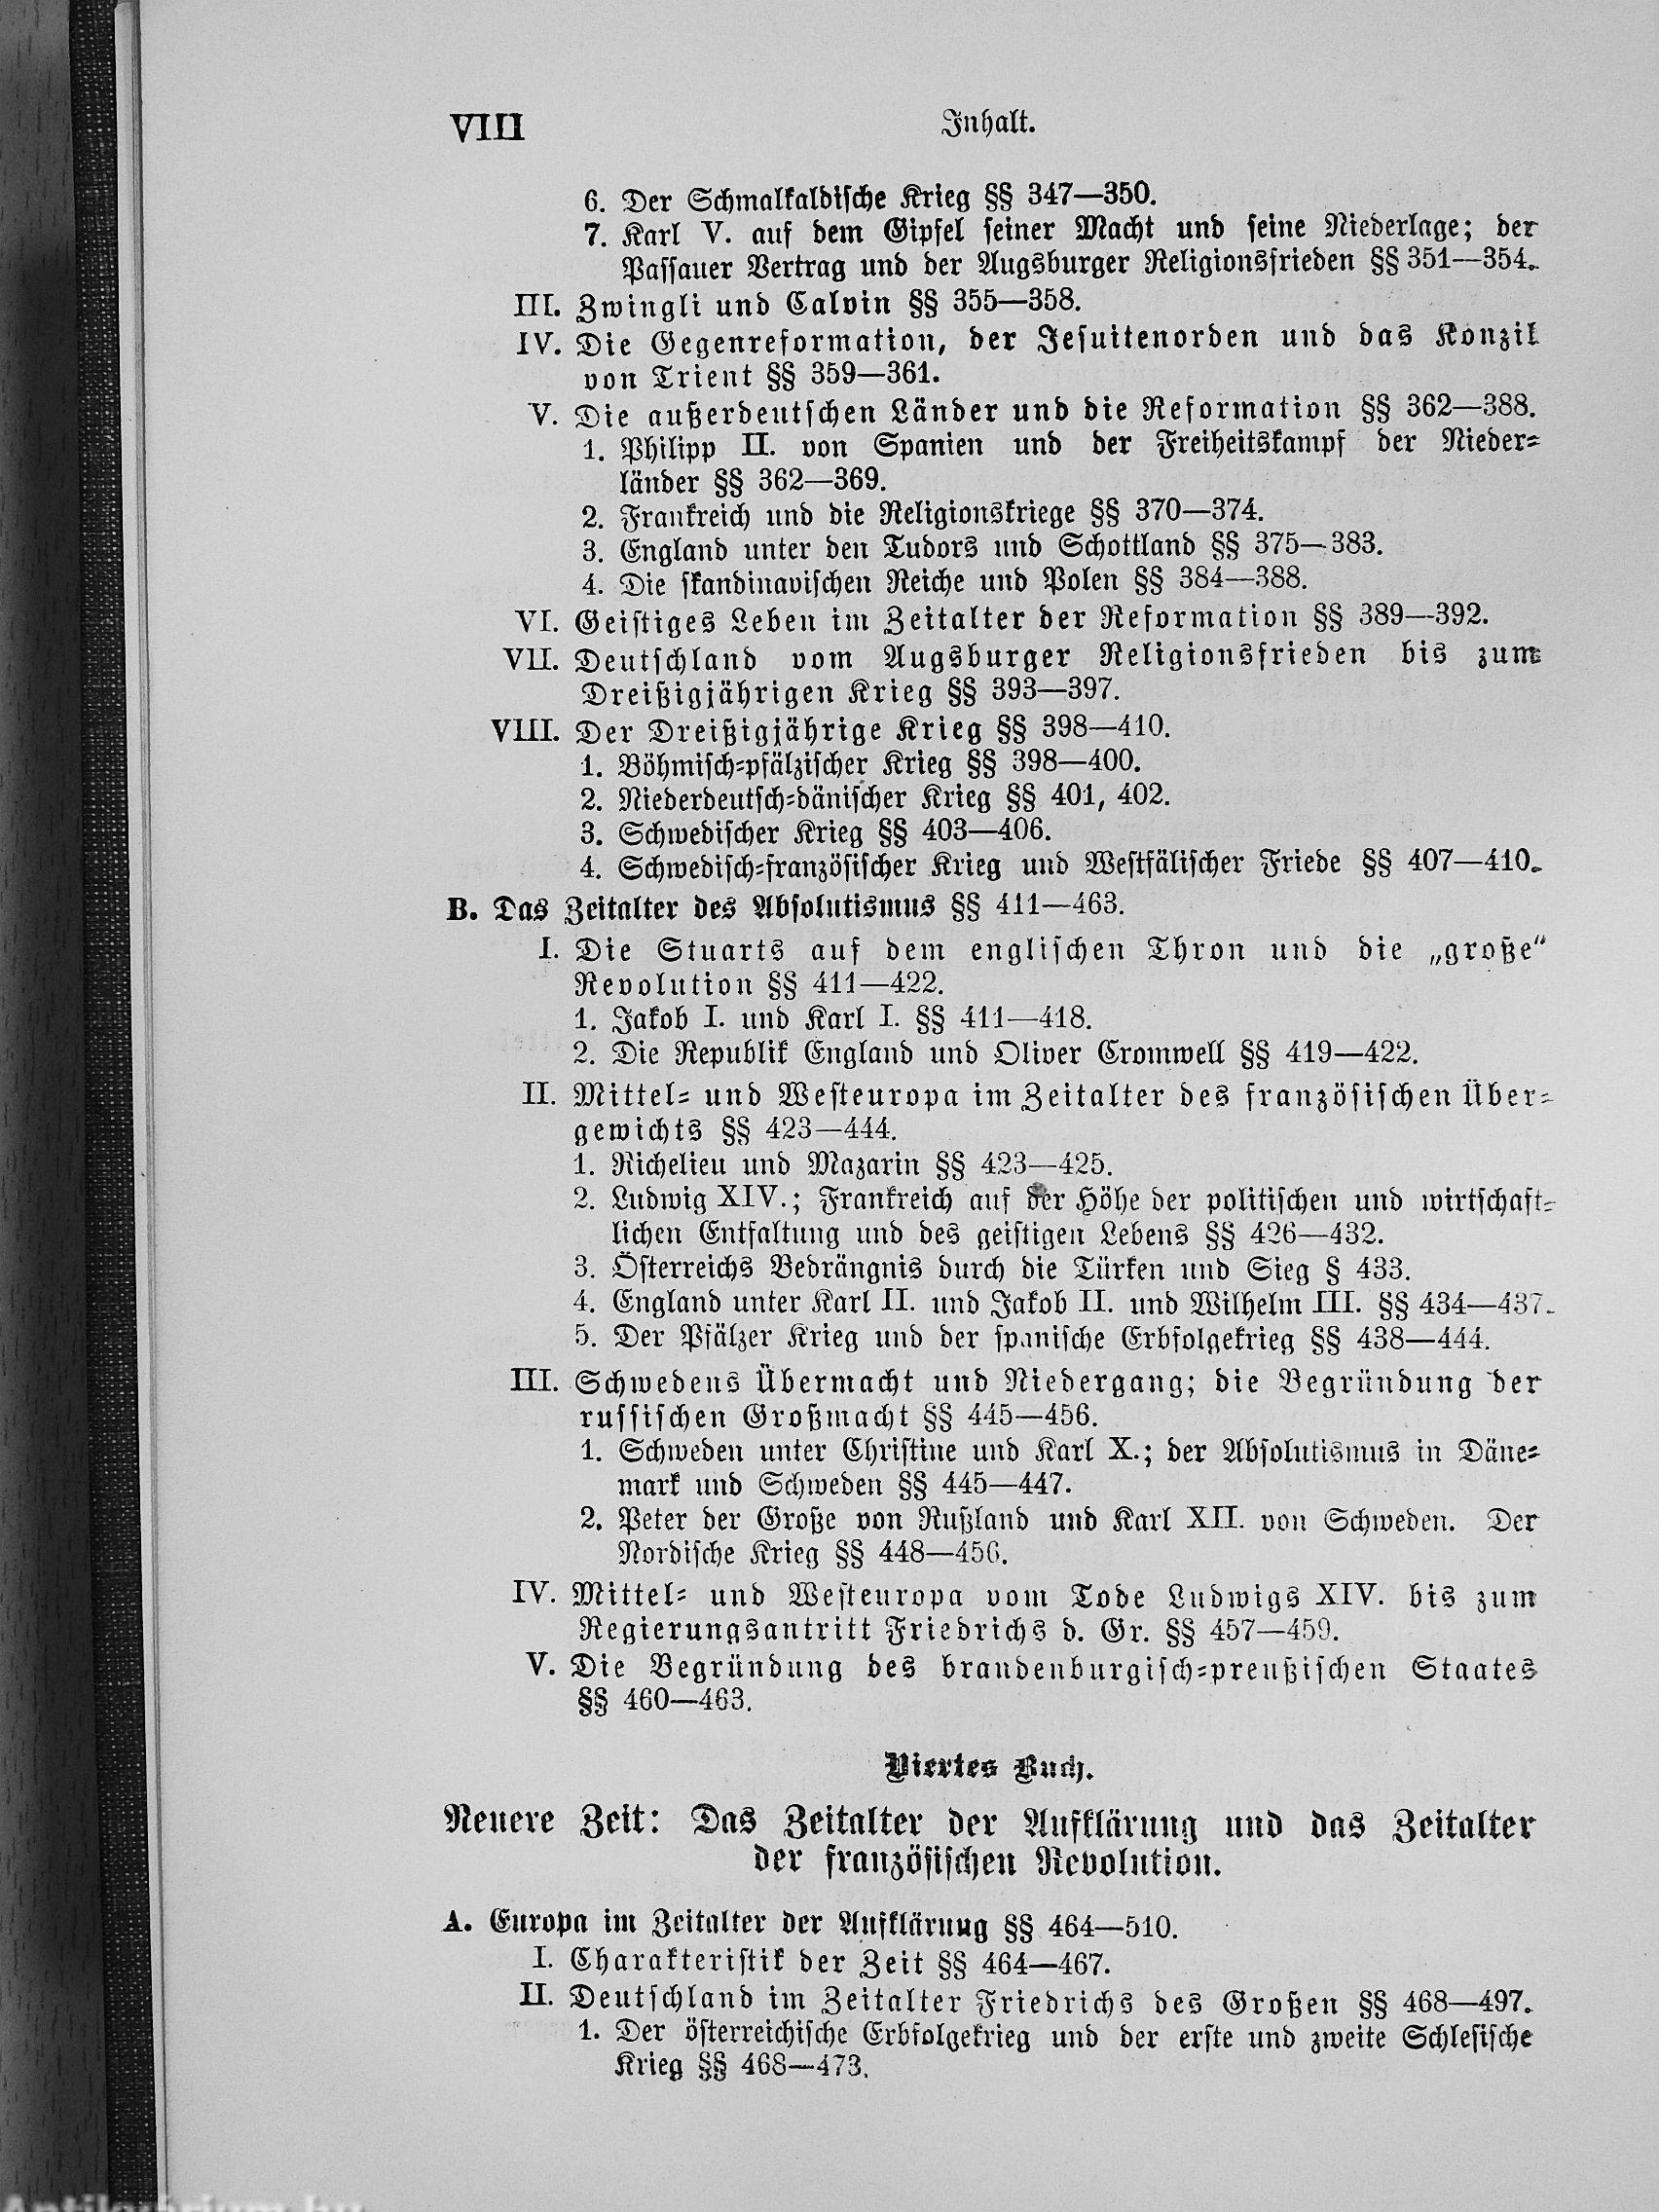 VIII
Inhalt.
6. Der Schmalkaldische Krieg §§ 347—350.
7. Karl V. auf dem Gipfel seiner Macht und seine Niederlage; der
Passauer Vertrag und der Augsburger Religionsfrieden §§ 351—354.
III. Zwingli und Calvin §§ 355—358.
IV. Die Gegenreformation, der Jesuitenorden und das Konzil
von Trient §§ 359—361.
V. Die außerdeutschen Länder und die Reformation §§ 362—388.
1. Philipp II. von Spanien und der Freiheitskampf der Nieder-
länder §§ 362—369.
2. Frankreich und die Religionskriege §§ 370—374.
3. England unter den Tudors und Schottland §§ 375—383.
4. Die skandinavischen Reiche und Polen §§ 384—388.
VI. Geistiges Leben im Zeitalter der Reformation §§ 389—392.
VII. Deutschland vom Augsburger Religionsfrieden bis zum
Dreißigjährigen Krieg §§ 393—397.
VIII. Der Dreißigjährige Krieg §§ 398—410.
1. Böhmisch-pfälzischer Krieg §§ 398—400.
2. Niederdeutsch-dänischer Krieg §§ 401, 402.
3. Schwedischer Krieg §§ 403—406.
4. Schwedisch-französischer Krieg und Westfälischer Friede §§ 407—410.
B. Das Zeitalter des Absolutismus §§ 411—463.
I. Die Stuarts auf dem englischen Thron und die „große“
Revolution §§ 411—422.
1. Jakob I. und Karl I. §§ 411—418.
2. Die Republik England und Oliver Cromwell §§ 419—422.
II. Mittel- und Westeuropa im Zeitalter des französischen Über-
gewichts §§ 423—444.
1. Richelieu und Mazarin §§ 423—425.
2. Ludwig XIV.; Frankreich auf der Höhe der politischen und wirtschaft-
lichen Entfaltung und des geistigen Lebens §§ 426—432.
3. Österreichs Bedrängnis durch die Türken und Sieg § 433.
4. England unter Karl II. und Jakob II. und Wilhelm III. §§ 434—437.
5. Der Pfälzer Krieg und der spanische Erbfolgekrieg §§ 438—444.
III. Schwedens Übermacht und Niedergang; die Begründung der
russischen Großmacht §§ 445—456.
1. Schweden unter Christine und Karl X.; der Absolutismus in Däne-
mark und Schweden §§ 445—447.
2. Peter der Große von Rußland und Karl XII. von Schweden. Der
Nordische Krieg §§ 448—456.
IV. Mittel- und Westeuropa vom Tode Ludwigs XIV. bis zum
Regierungsantritt Friedrichs d. Gr. §§ 457—459.
V. Die Begründung des brandenburgisch-preußischen Staates
§§ 460—463.
Viertes Buch.
Neuere Zeit: Das Zeitalter der Aufklärung und das Zeitalter
der französischen Revolution.
A. Europa im Zeitalter der Aufklärung §§ 464—510.
I. Charakteristik der Zeit §§ 464—467.
II. Deutschland im Zeitalter Friedrichs des Großen §§ 468—497.
1. Der österreichische Erbfolgekrieg und der erste und zweite Schlesische
Krieg §§ 468—473.